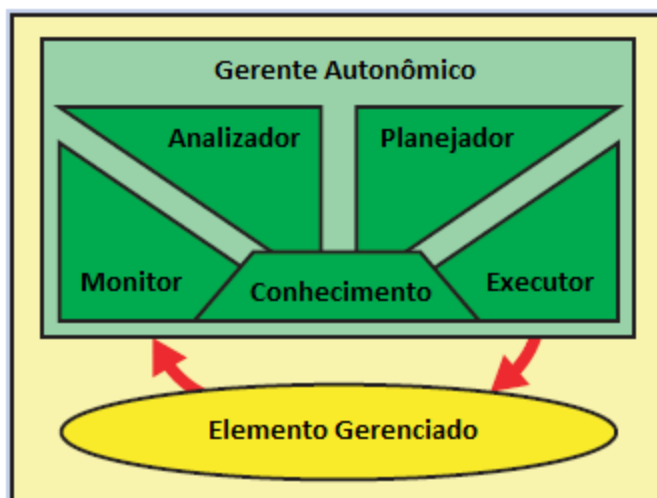 Gerente Autonômico
Analizador
Planejador
Monitor
Conhecimento
Executor
Elemento Gerenciado